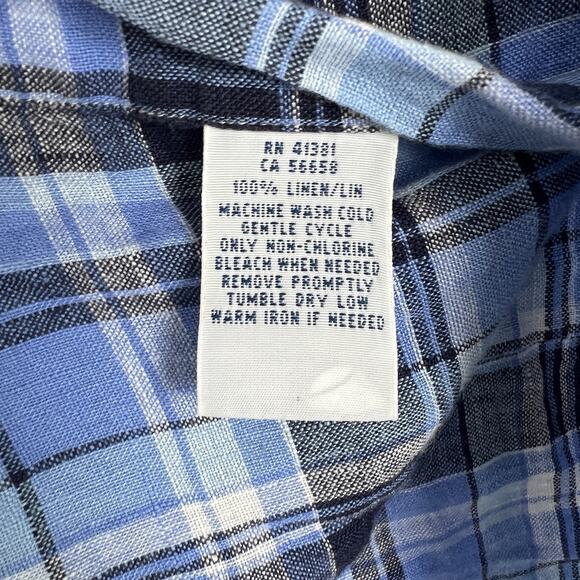 RN 41381
CA 56658
100% LINEN/LIN
MACHINE WASH COLD
GENTLE CYCLE
ONLY NON-CHLORINE
BLEACH WHEN NEEDED
REMOVE PROMPTLY
TUMBLE DRY LOW
WARM IRON IF NEEDED